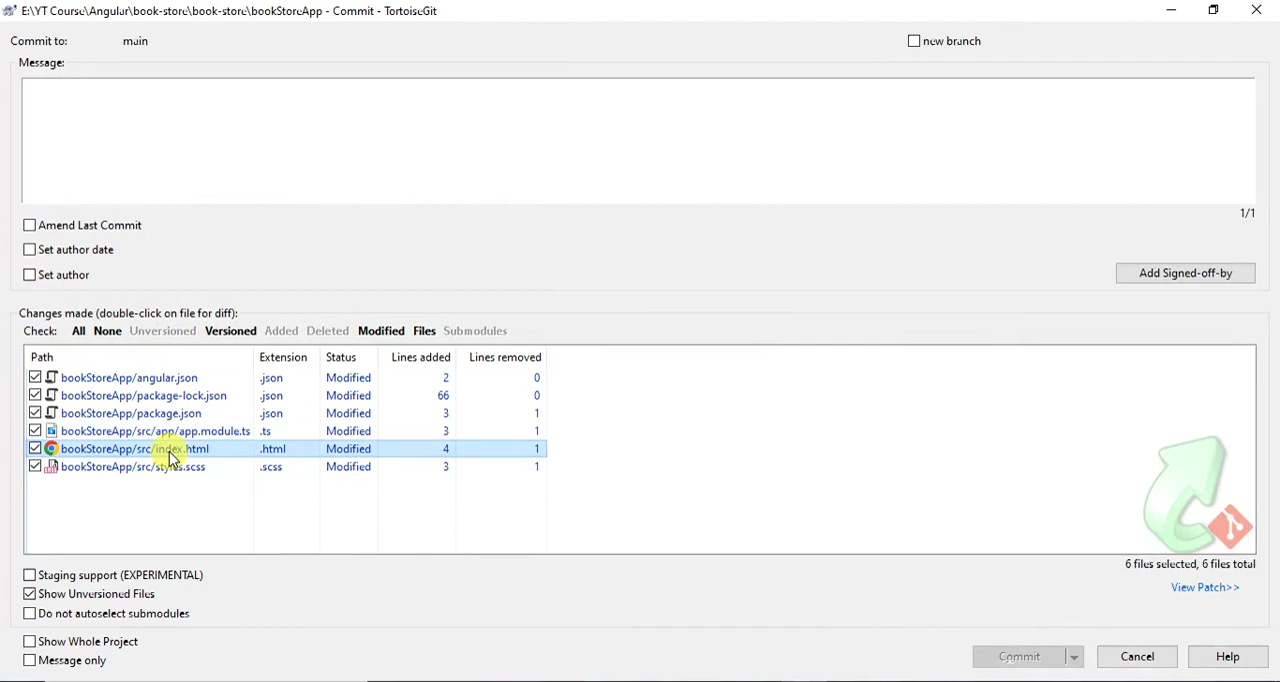 E:\YT Course\Angular\book-store\book-store\bookStoreApp - Commit - TortoiseGit
Commit to: main new branch
Message:
1/1
Amend Last Commit
Set author date
Set author Add Signed-off-by
Changes made (double-click on file for diff):
Check: All None Unversioned Versioned Added Deleted Modified Files Submodules
Path Extension Status Lines added Lines removed
bookStoreApp/angular.json .json Modified 2 0
bookStoreApp/package-lock.json .json Modified 66 0
bookStoreApp/package.json .json Modified 3 1
bookStoreApp/src/app/app.module.ts .ts Modified 3 1
bookStoreApp/src/index.html .html Modified 4 1
bookStoreApp/src/styles.scss .scss Modified 3 1
6 files selected, 6 files total
Staging support (EXPERIMENTAL)
View Patch>>
Show Unversioned Files
Do not autoselect submodules
Show Whole Project
Message only
Commit Cancel Help